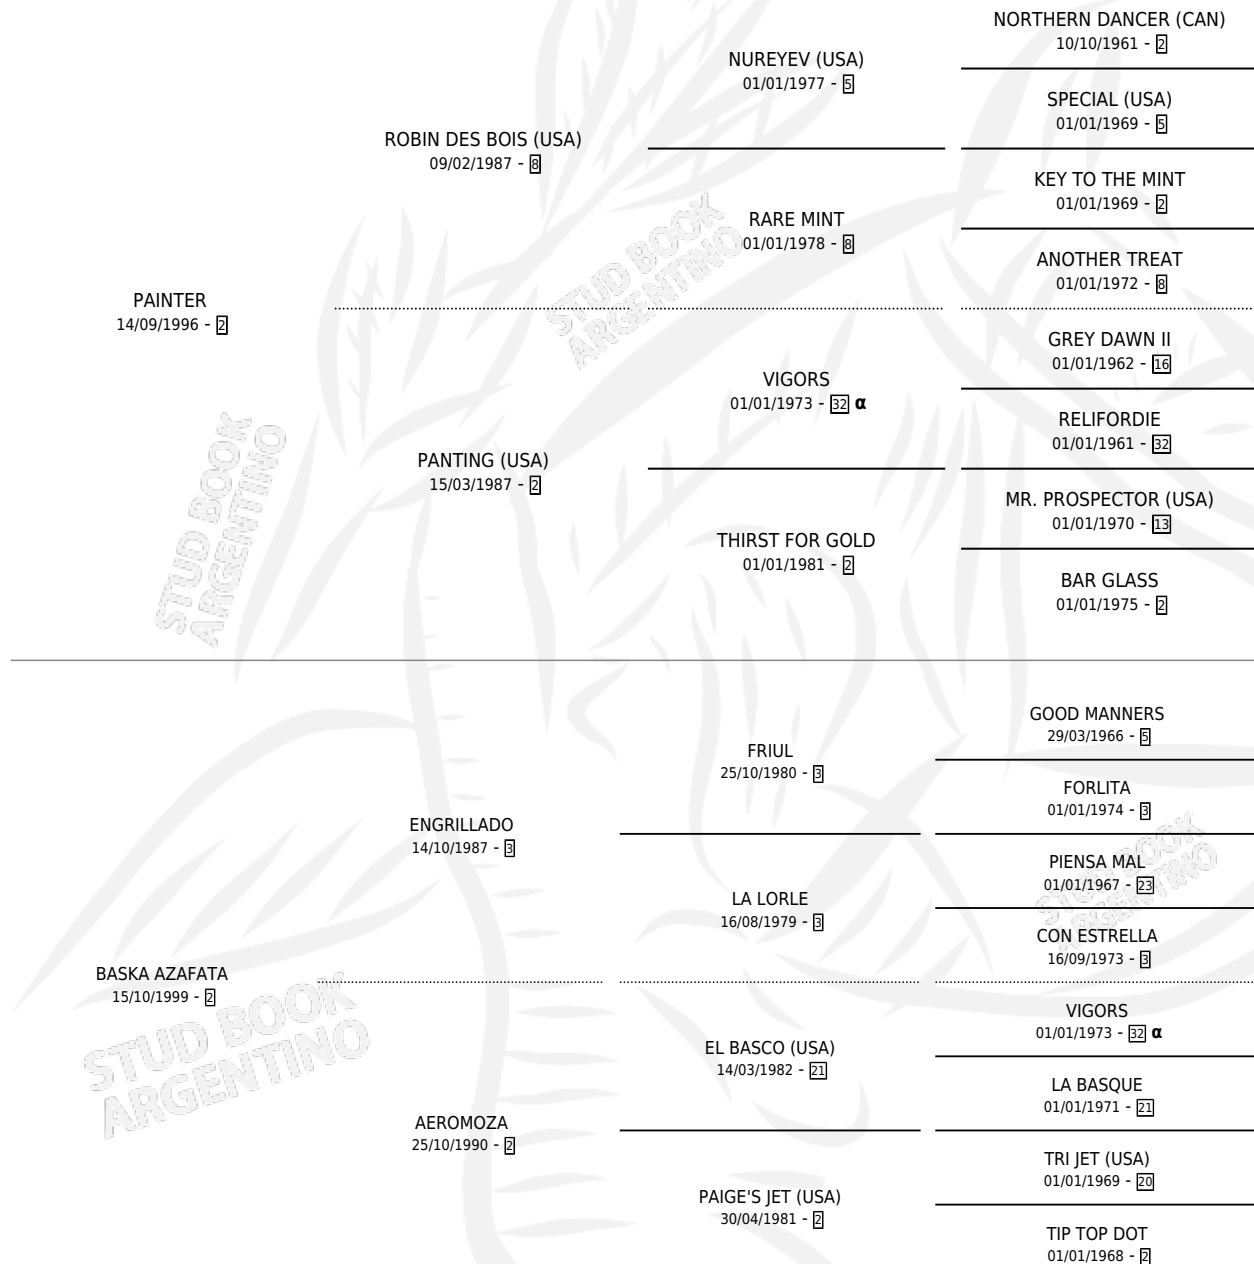 NORTHERN DANCER (CAN)
10/10/1961 - 2
NUREYEV (USA)
01/01/1977 - 5
SPECIAL (USA)
01/01/1969 - 5
ROBIN DES BOIS (USA)
09/02/1987 - 8
KEY TO THE MINT
01/01/1969 - 2
RARE MINT
01/01/1978 - 8
ANOTHER TREAT
01/01/1972 - 8
PAINTER
14/09/1996 - 2
GREY DAWN II
01/01/1962 - 16
VIGORS
01/01/1973 - 32 α
RELIFORDIE
01/01/1961 - 32
PANTING (USA)
15/03/1987 - 2
MR. PROSPECTOR (USA)
01/01/1970 - 13
THIRST FOR GOLD
01/01/1981 - 2
BAR GLASS
01/01/1975 - 2
GOOD MANNERS
29/03/1966 - 5
FRIUL
25/10/1980 - 3
FORLITA
01/01/1974 - 3
ENGRILLADO
14/10/1987 - 3
PIENSA MAL
01/01/1967 - 23
LA LORLE
16/08/1979 - 3
CON ESTRELLA
16/09/1973 - 3
BASKA AZAFATA
15/10/1999 - 2
VIGORS
01/01/1973 - 32 α
EL BASCO (USA)
14/03/1982 - 21
LA BASQUE
01/01/1971 - 21
AEROMOZA
25/10/1990 - 2
TRI JET (USA)
01/01/1969 - 20
PAIGE'S JET (USA)
30/04/1981 - 2
TIP TOP DOT
01/01/1968 - 2
STUD BOOK
ARGENTINO
STUD BOOK
ARGENTINO
STUD BOOK
ARGENTINO
STUD BOOK
ARGENTINO